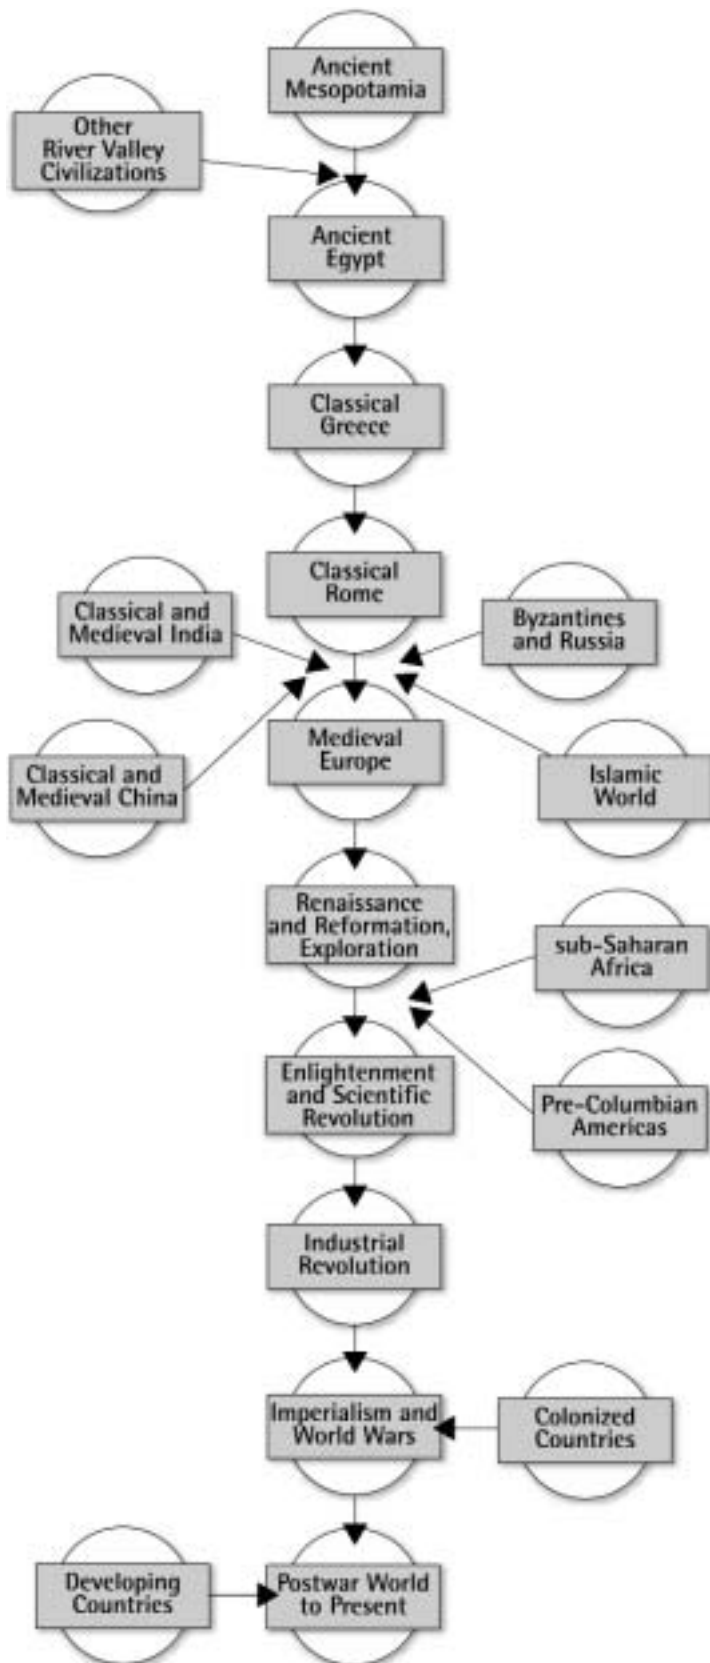 Ancient
Mesopotamia
Other
River Valley
Civilizations
Ancient
Egypt
Classical
Greece
Classical
Rome
Classical and
Medieval India
Byzantines
and Russia
Medieval
Europe
Classical and
Medieval China
Islamic
World
Renaissance
and Reformation,
Exploration
sub-Saharan
Africa
Enlightenment
and Scientific
Revolution
Pre-Columbian
Americas
Industrial
Revolution
Imperialism and
World Wars
Colonized
Countries
Developing
Countries
Postwar World
to Present